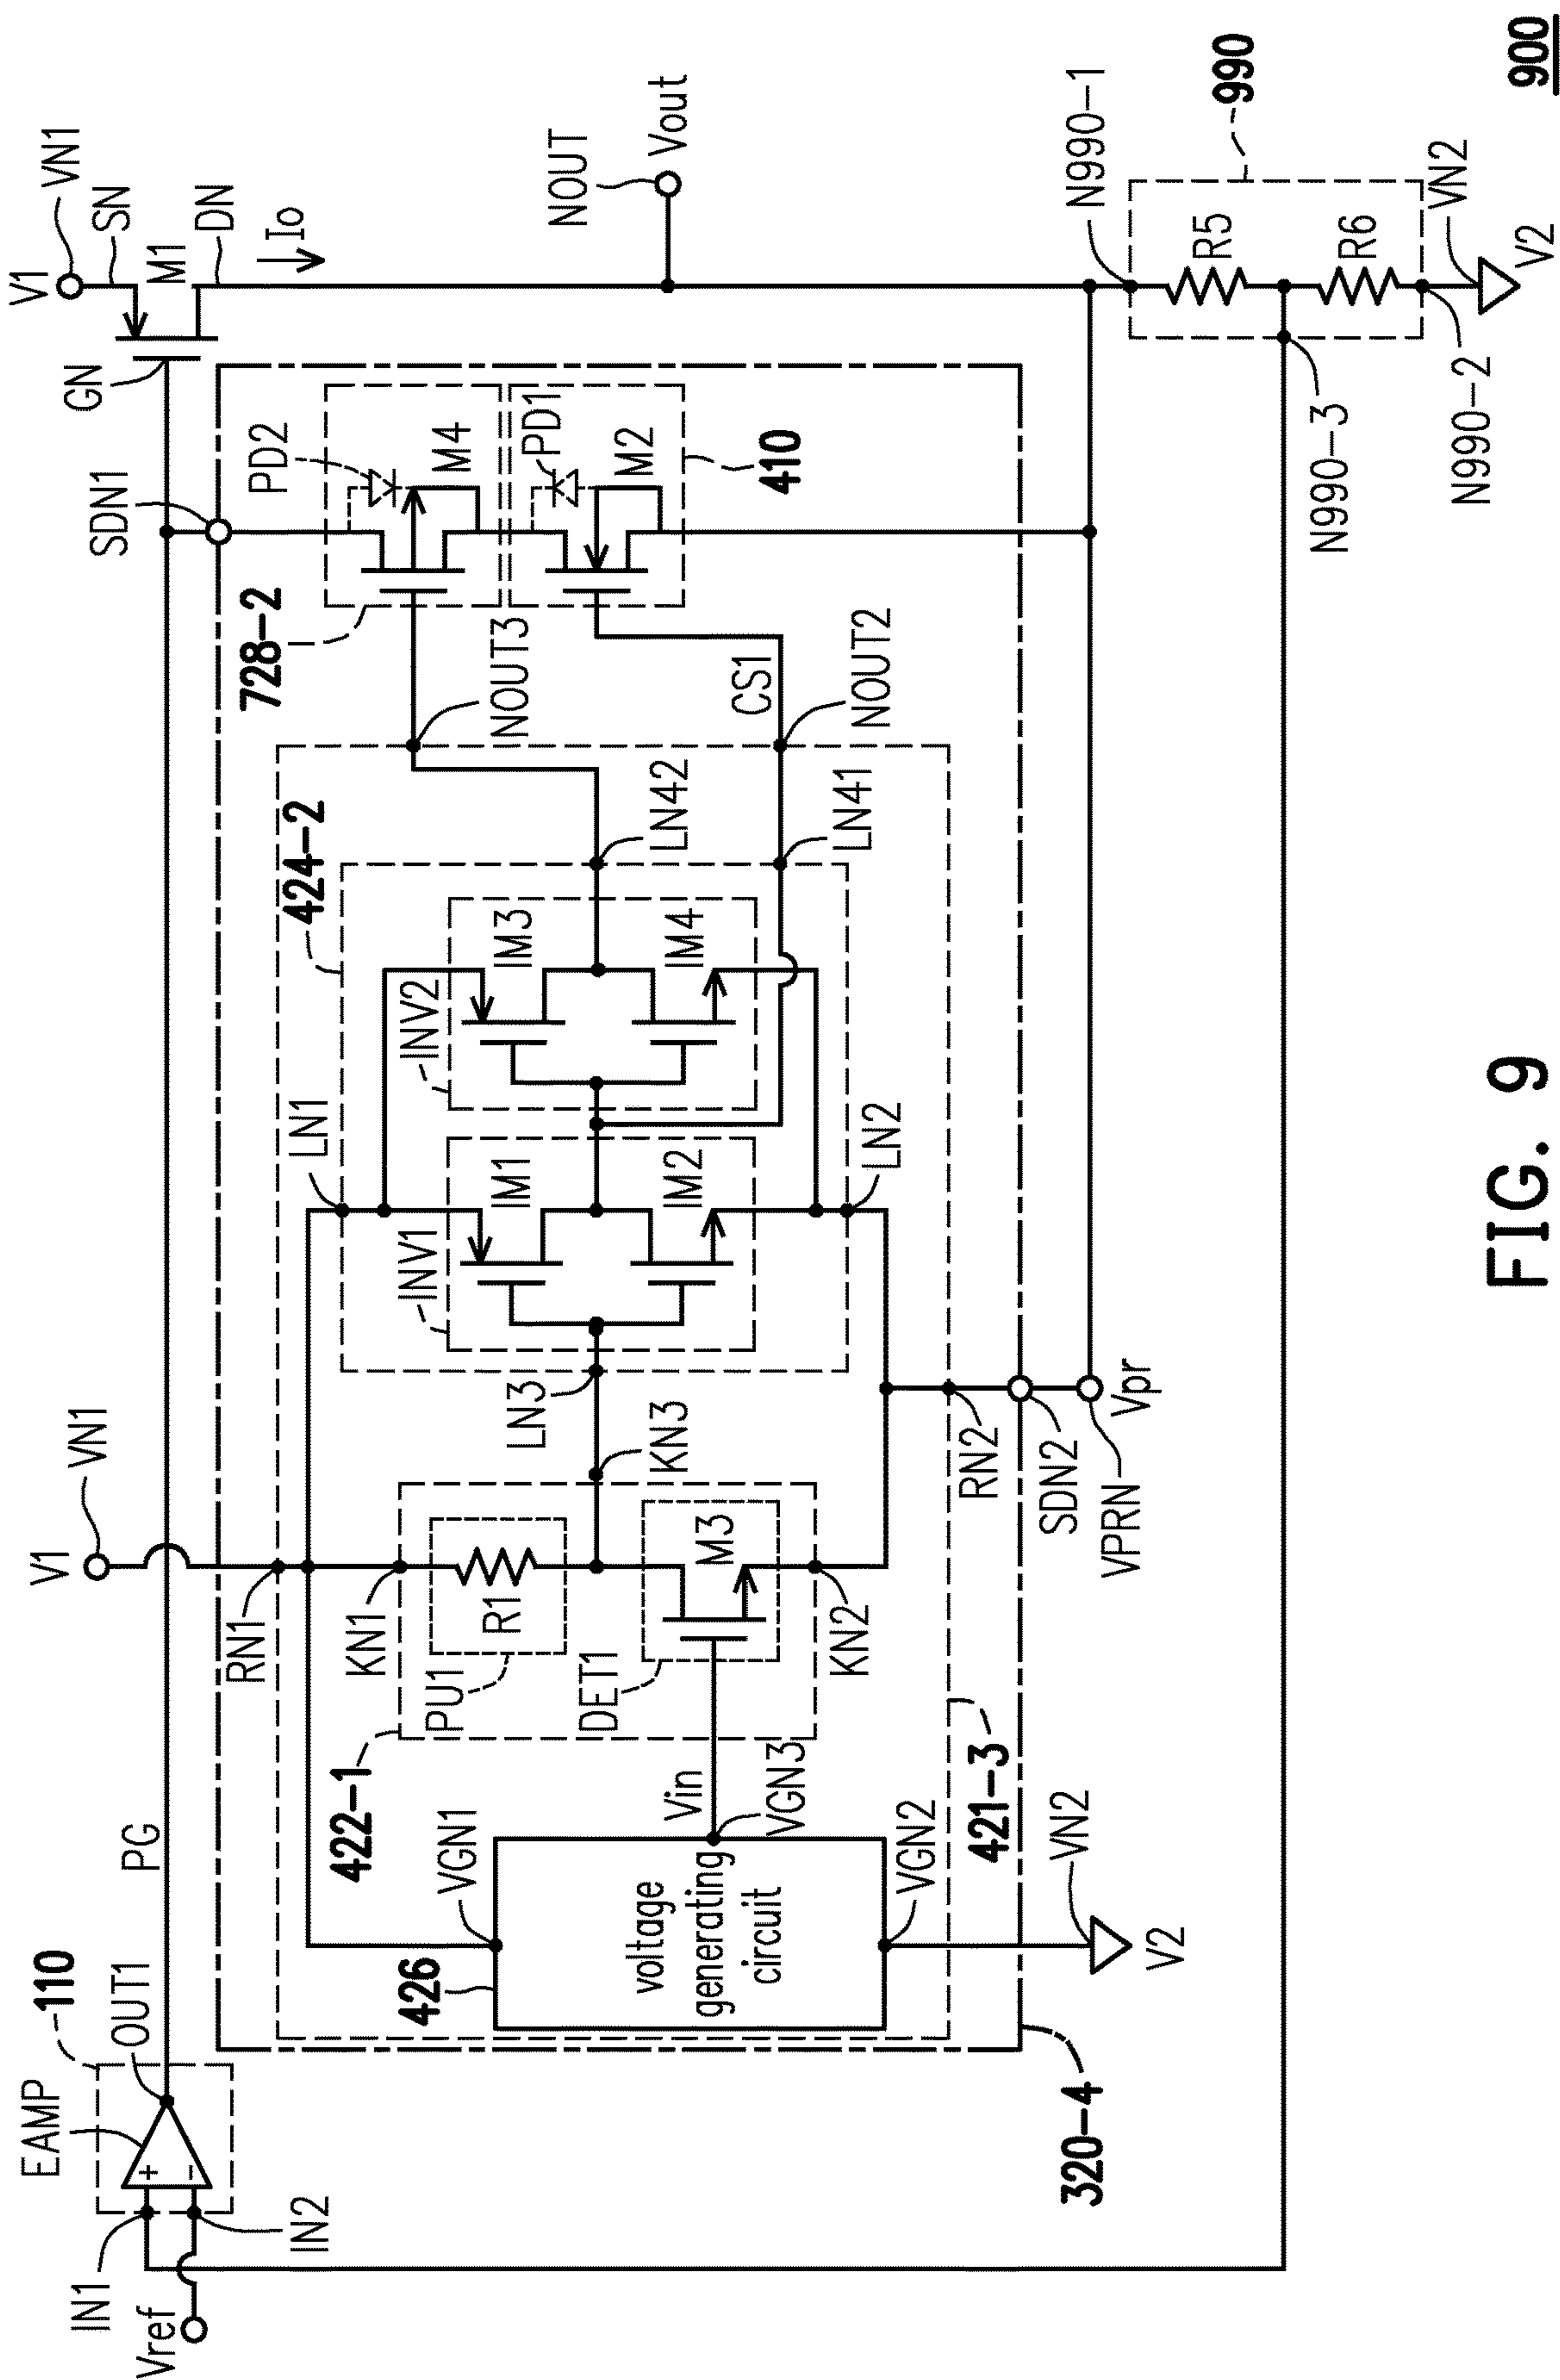 V1
VN1
SN
M1
GN
DN
Io
NOUT
Vout
SDN1
PD2
M4
728-2
PD1
M2
410
NOUT3
CS1
NOUT2
424-2
LN42
LN41
INV2
IM3
IM4
LN1
INV1
IM1
IM2
LN2
LN3
KN3
V1
VN1
RN1
KN1
R1
PU1
M3
DET1
KN2
RN2
SDN2
VPRN
Vpr
422-1
421-3
PG
VGN1
426
voltage
generating
circuit
Vin
VGN3
VGN2
VN2
V2
320-4
110
OUT1
EAMP
+
-
IN1
IN2
Vref
N990-1
990
R5
R6
N990-3
N990-2
VN2
V2
900
FIG. 9